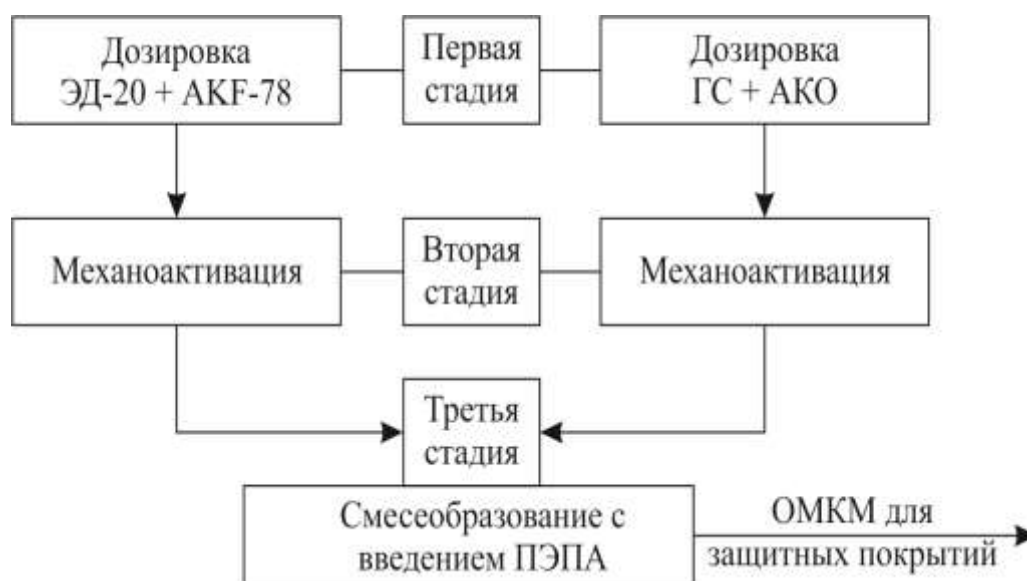 Дозировка
ЭД-20 + AKF-78
Первая
стадия
Дозировка
ГС + АКО
Механоактивация
Вторая
стадия
Механоактивация
Третья
стадия
Смесеобразование с
введением ПЭПА
ОМКМ для
защитных покрытий